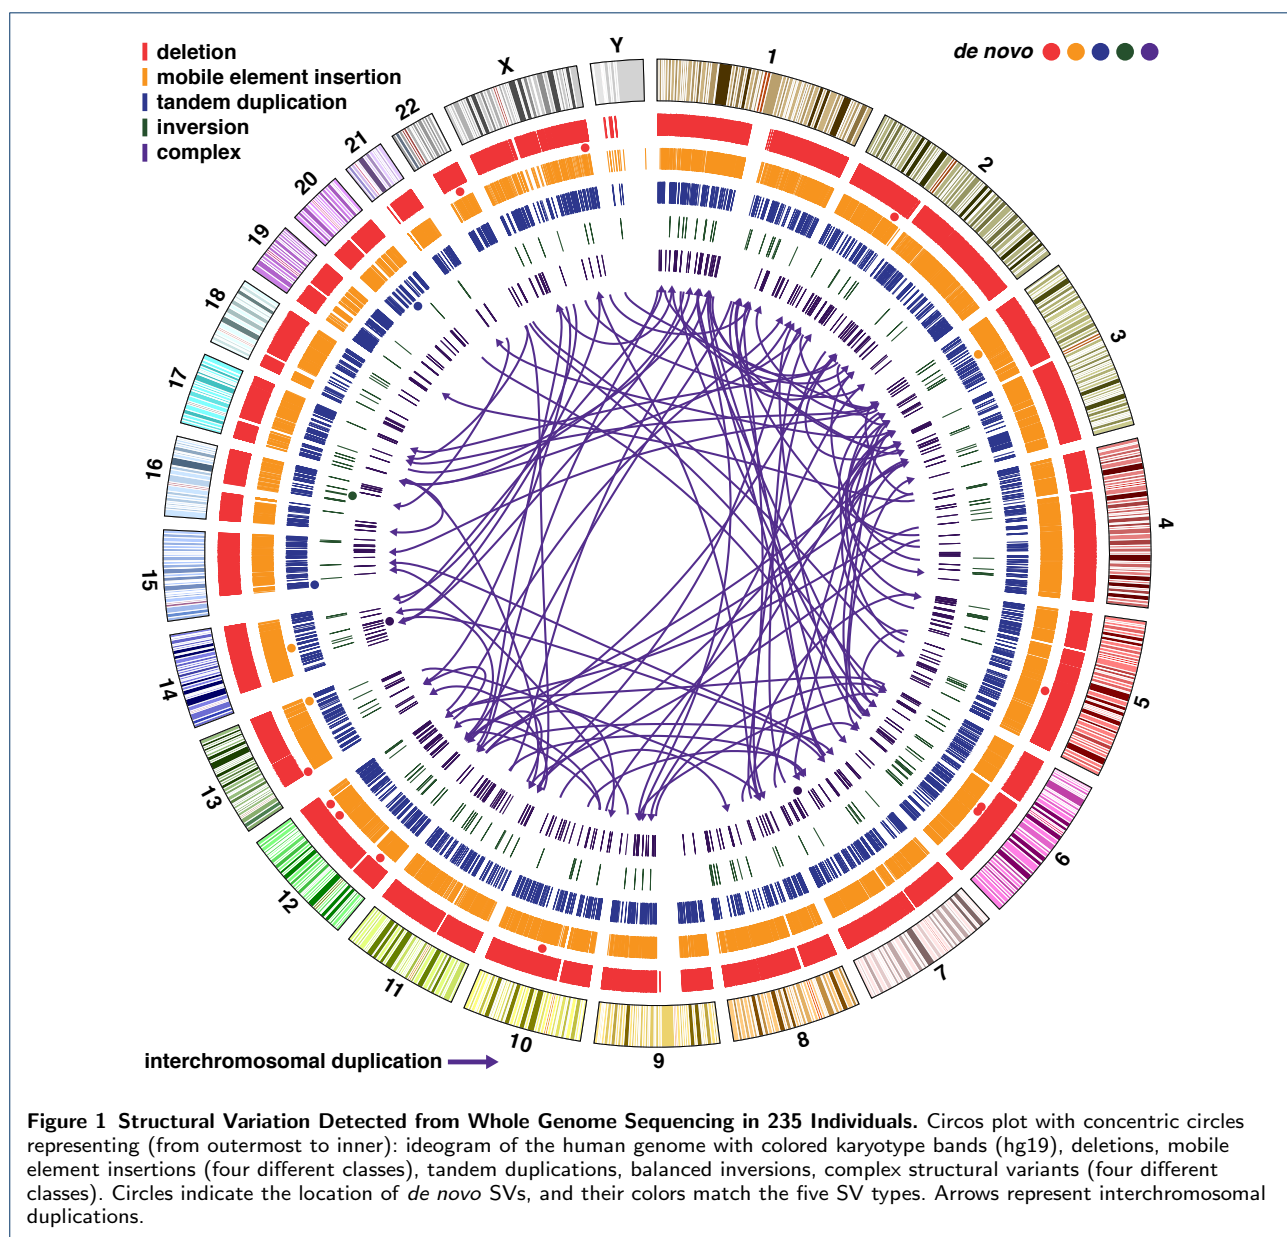 deletion
mobile element insertion
tandem duplication
inversion
complex
de novo
1
2
3
4
5
6
7
8
9
10
11
12
13
14
15
16
17
18
19
20
21
22
X
Y
interchromosomal duplication
Figure 1 Structural Variation Detected from Whole Genome Sequencing in 235 Individuals. Circos plot with concentric circles
representing (from outermost to inner): ideogram of the human genome with colored karyotype bands (hg19), deletions, mobile
element insertions (four different classes), tandem duplications, balanced inversions, complex structural variants (four different
classes). Circles indicate the location of de novo SVs, and their colors match the five SV types. Arrows represent interchromosomal
duplications.